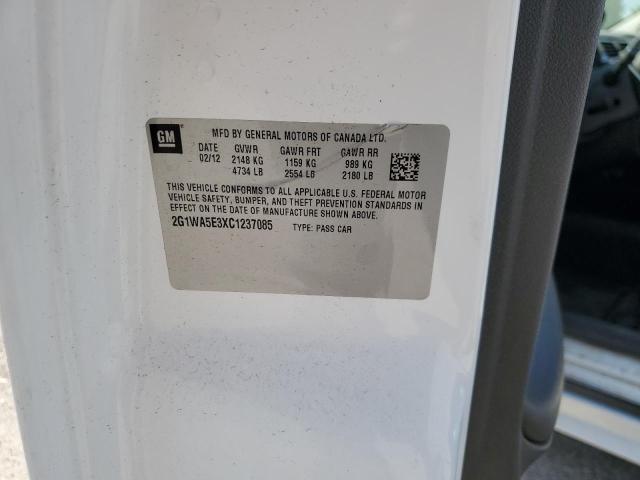 GM
MFD BY GENERAL MOTORS OF CANADA LTD.
DATE GVWR GAWR FRT GAWR RR
02/12 2148 KG 1159 KG 989 KG
4734 LB 2554 LB 2180 LB
THIS VEHICLE CONFORMS TO ALL APPLICABLE U.S. FEDERAL MOTOR
VEHICLE SAFETY, BUMPER, AND THEFT PREVENTION STANDARDS IN
EFFECT ON THE DATE OF MANUFACTURE SHOWN ABOVE.
2G1WA5E3XC1237085 TYPE: PASS CAR